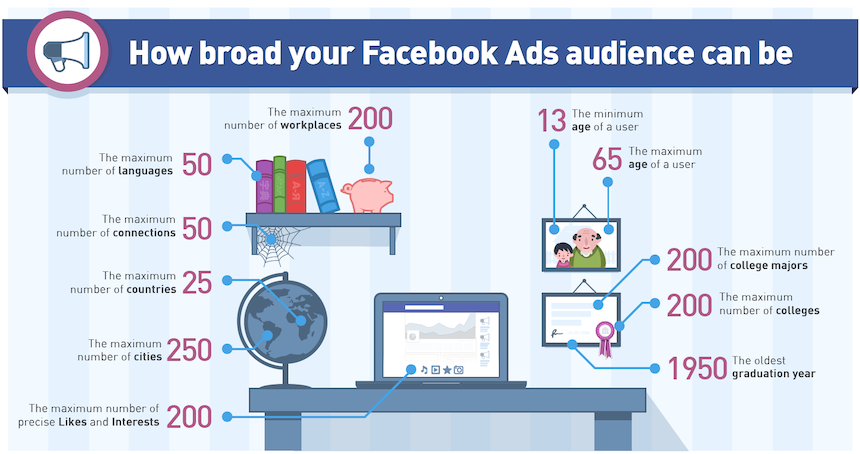 How broad your Facebook Ads audience can be
The maximum
number of workplaces
200
The maximum
number of languages
50
The maximum
number of connections
50
The maximum
number of countries
25
The maximum
number of cities
250
The maximum number of
precise Likes and Interests
200
13
The minimum
age of a user
65
The maximum
age of a user
200
The maximum number
of college majors
200
The maximum
number of colleges
1950
The oldest
graduation year
А-Я
A-Z